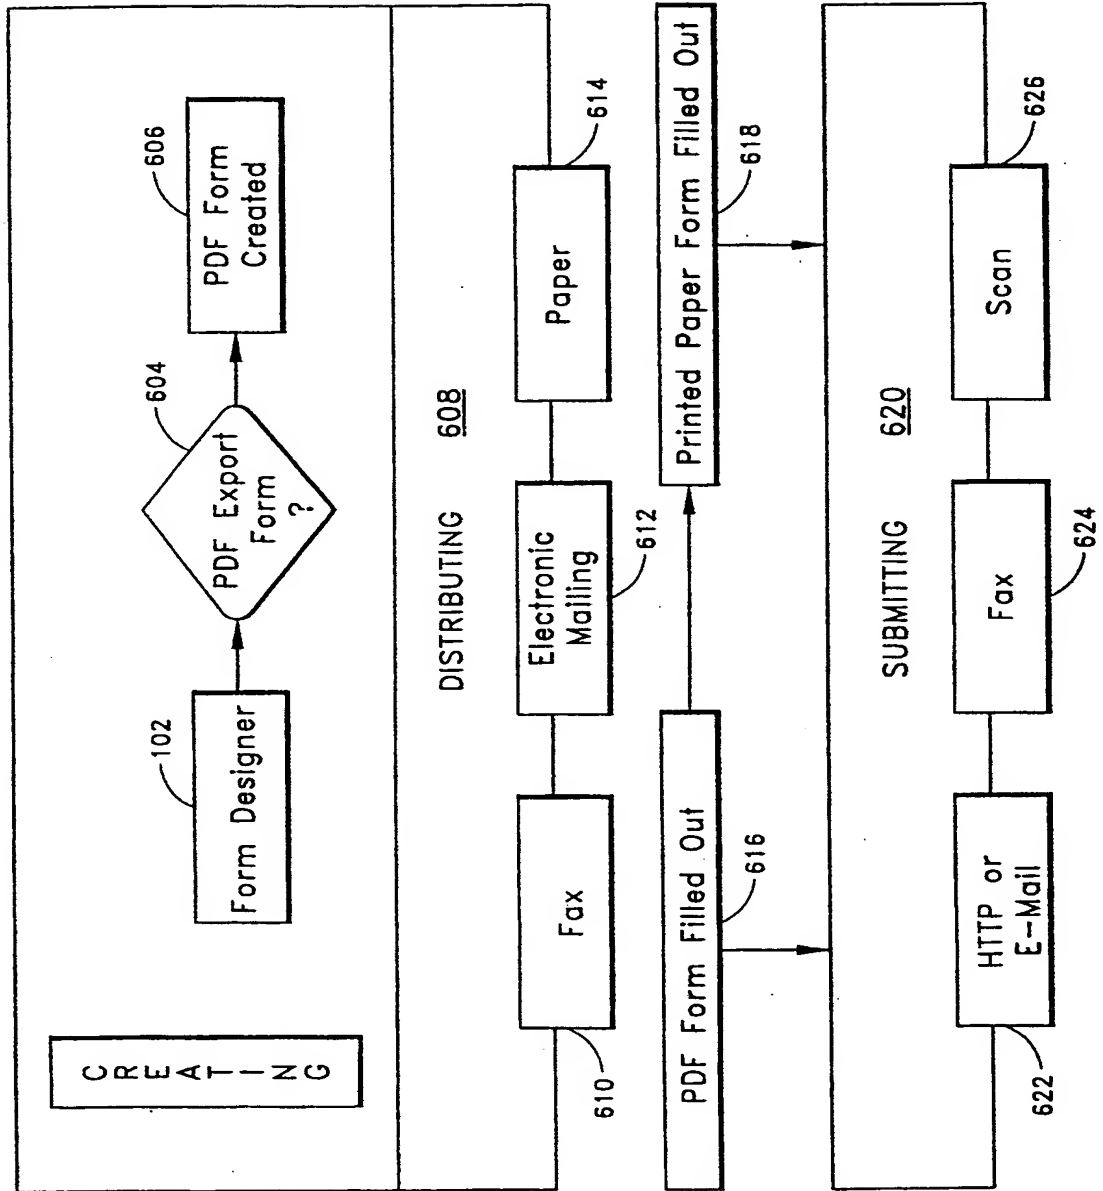 CREATING
102
Form Designer
604
PDF Export
Form
?
606
PDF Form
Created
DISTRIBUTING
608
Fax
610
Electronic
Mailing
612
Paper
614
PDF Form Filled Out
616
Printed Paper Form Filled Out
618
SUBMITTING
620
HTTP or
E-Mail
622
Fax
624
Scan
626